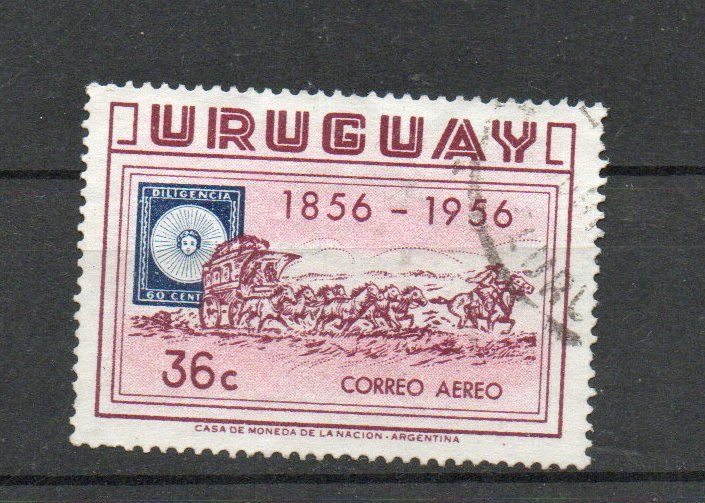 URUGUAY
1856 - 1956
DILIGENCIA
60 CENT
36c
CORREO AEREO
CASA DE MONEDA DE LA NACION - ARGENTINA